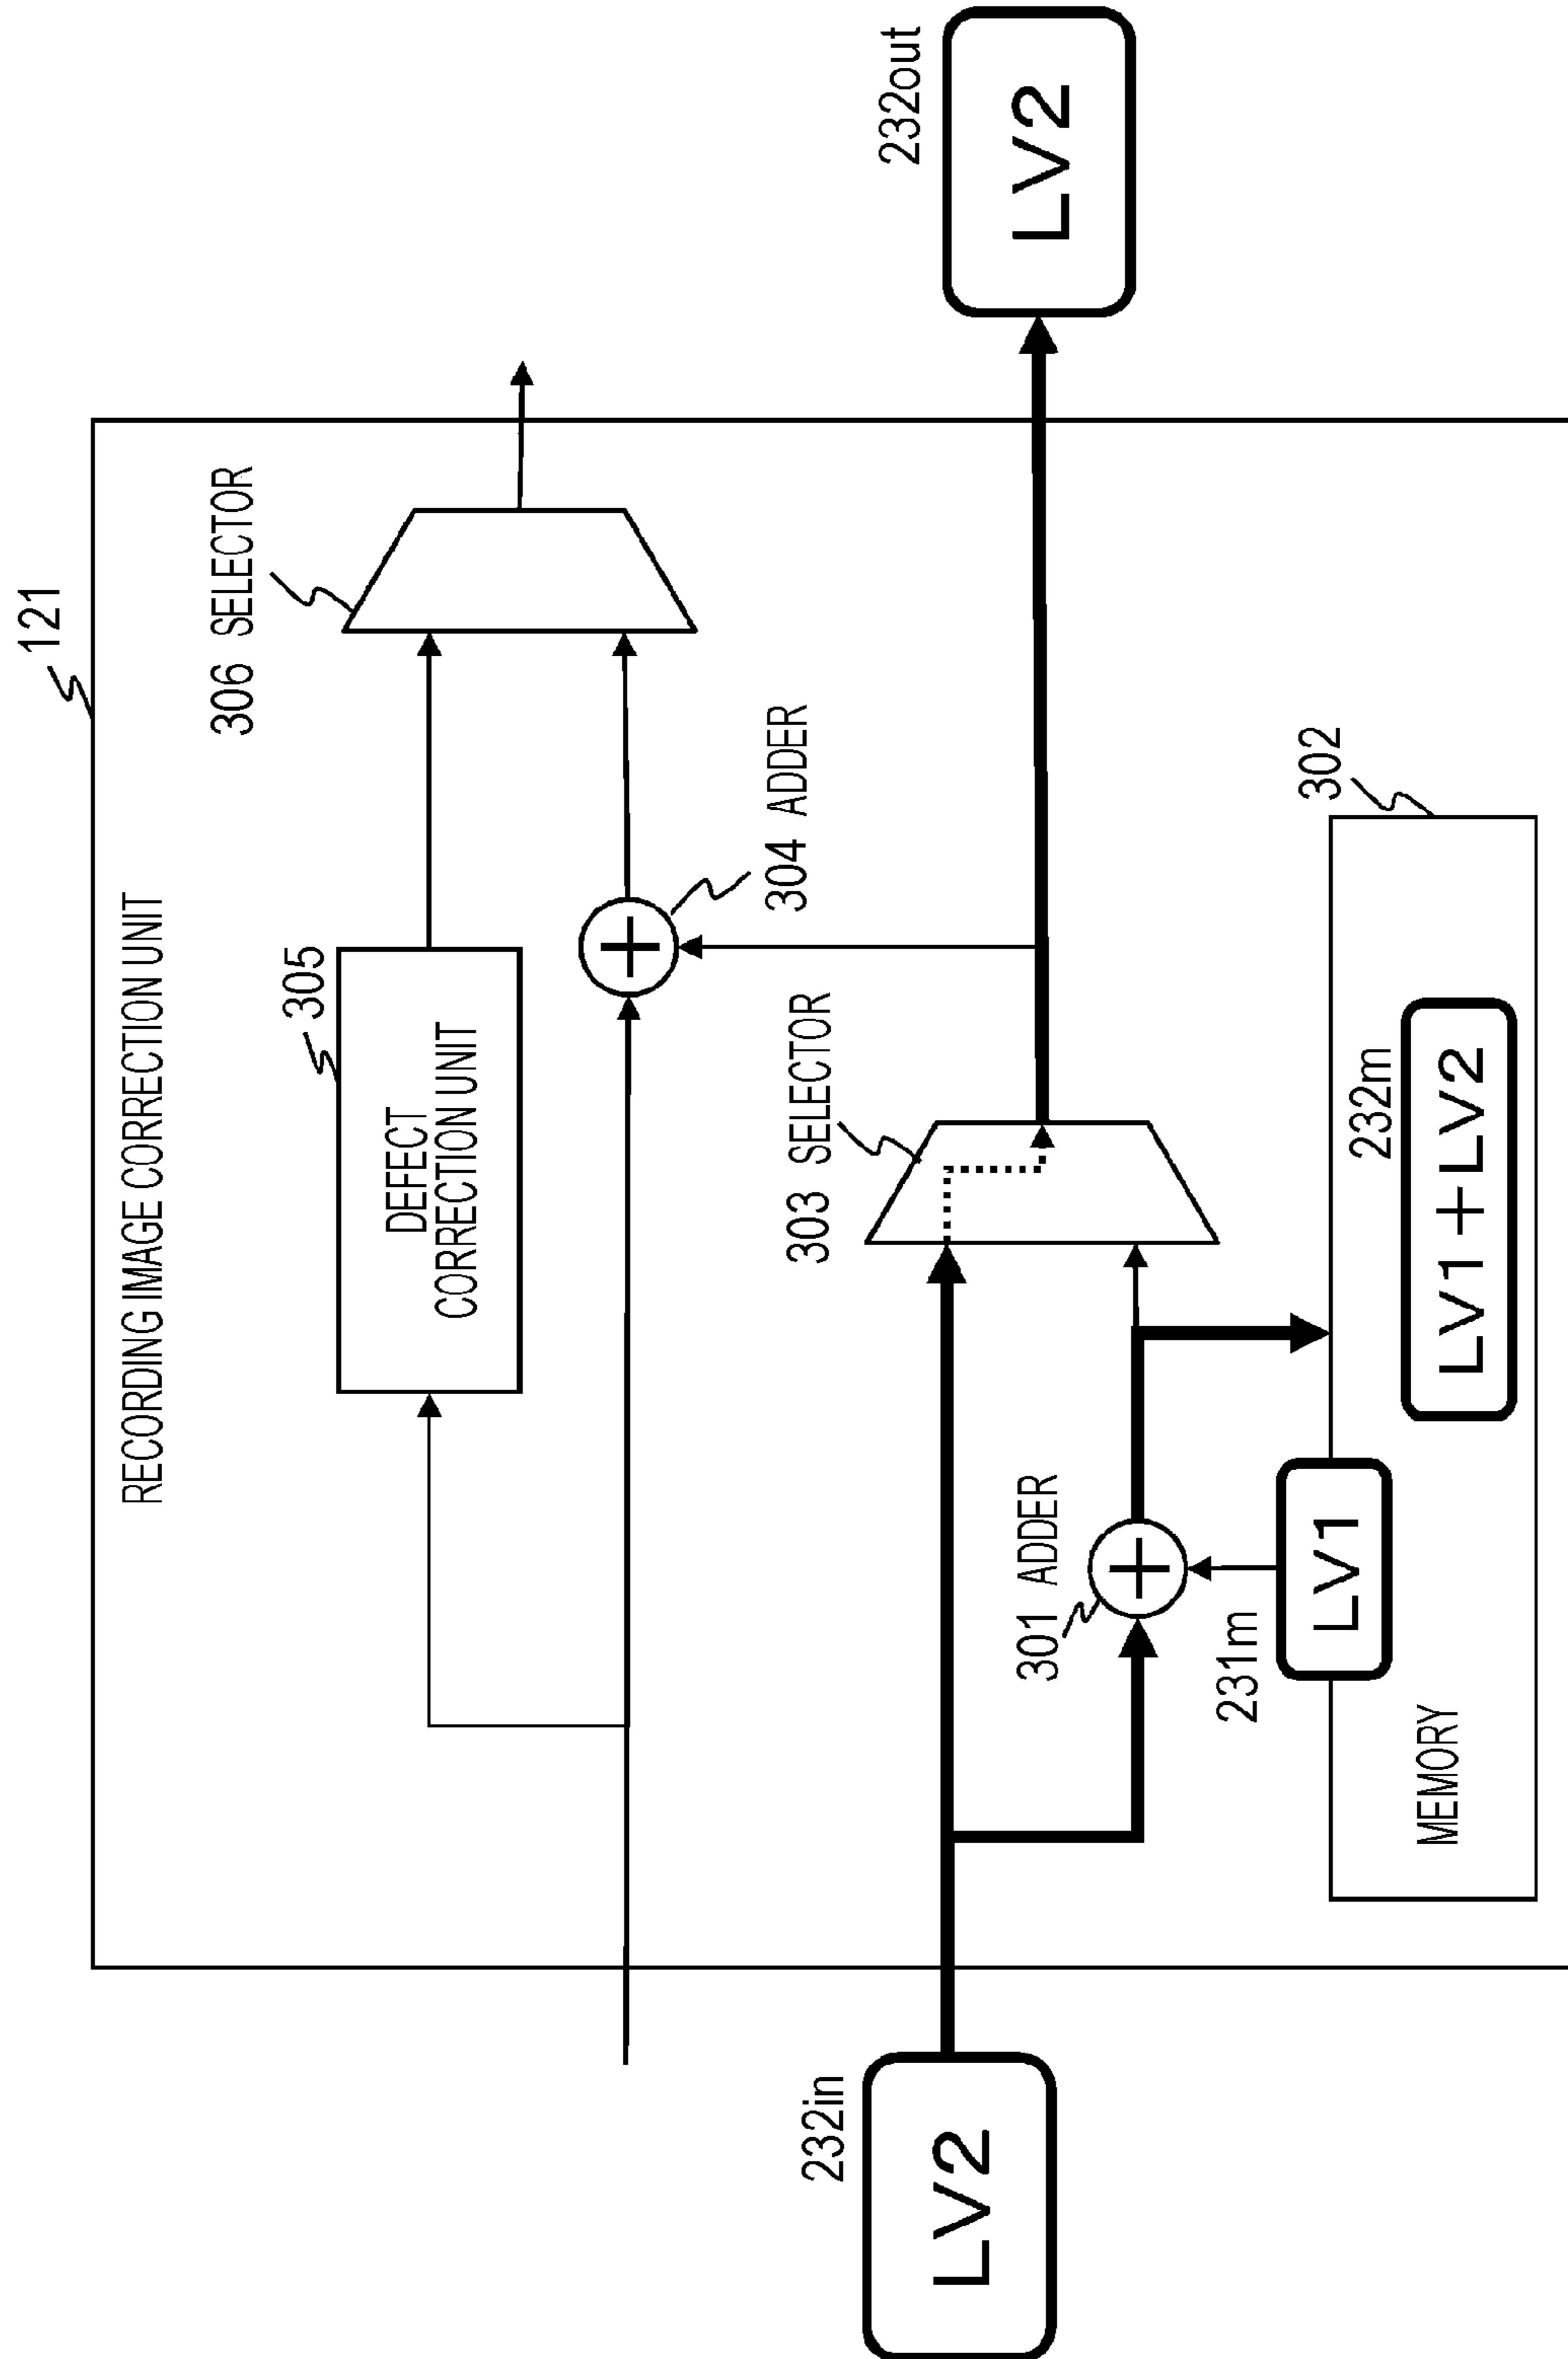 121
RECORDING IMAGE CORRECTION UNIT
306 SELECTOR
305
DEFECT
CORRECTION UNIT
304 ADDER
232in
LV2
303 SELECTOR
232out
LV2
301 ADDER
231m
LV1
302
MEMORY
232m
LV1+LV2